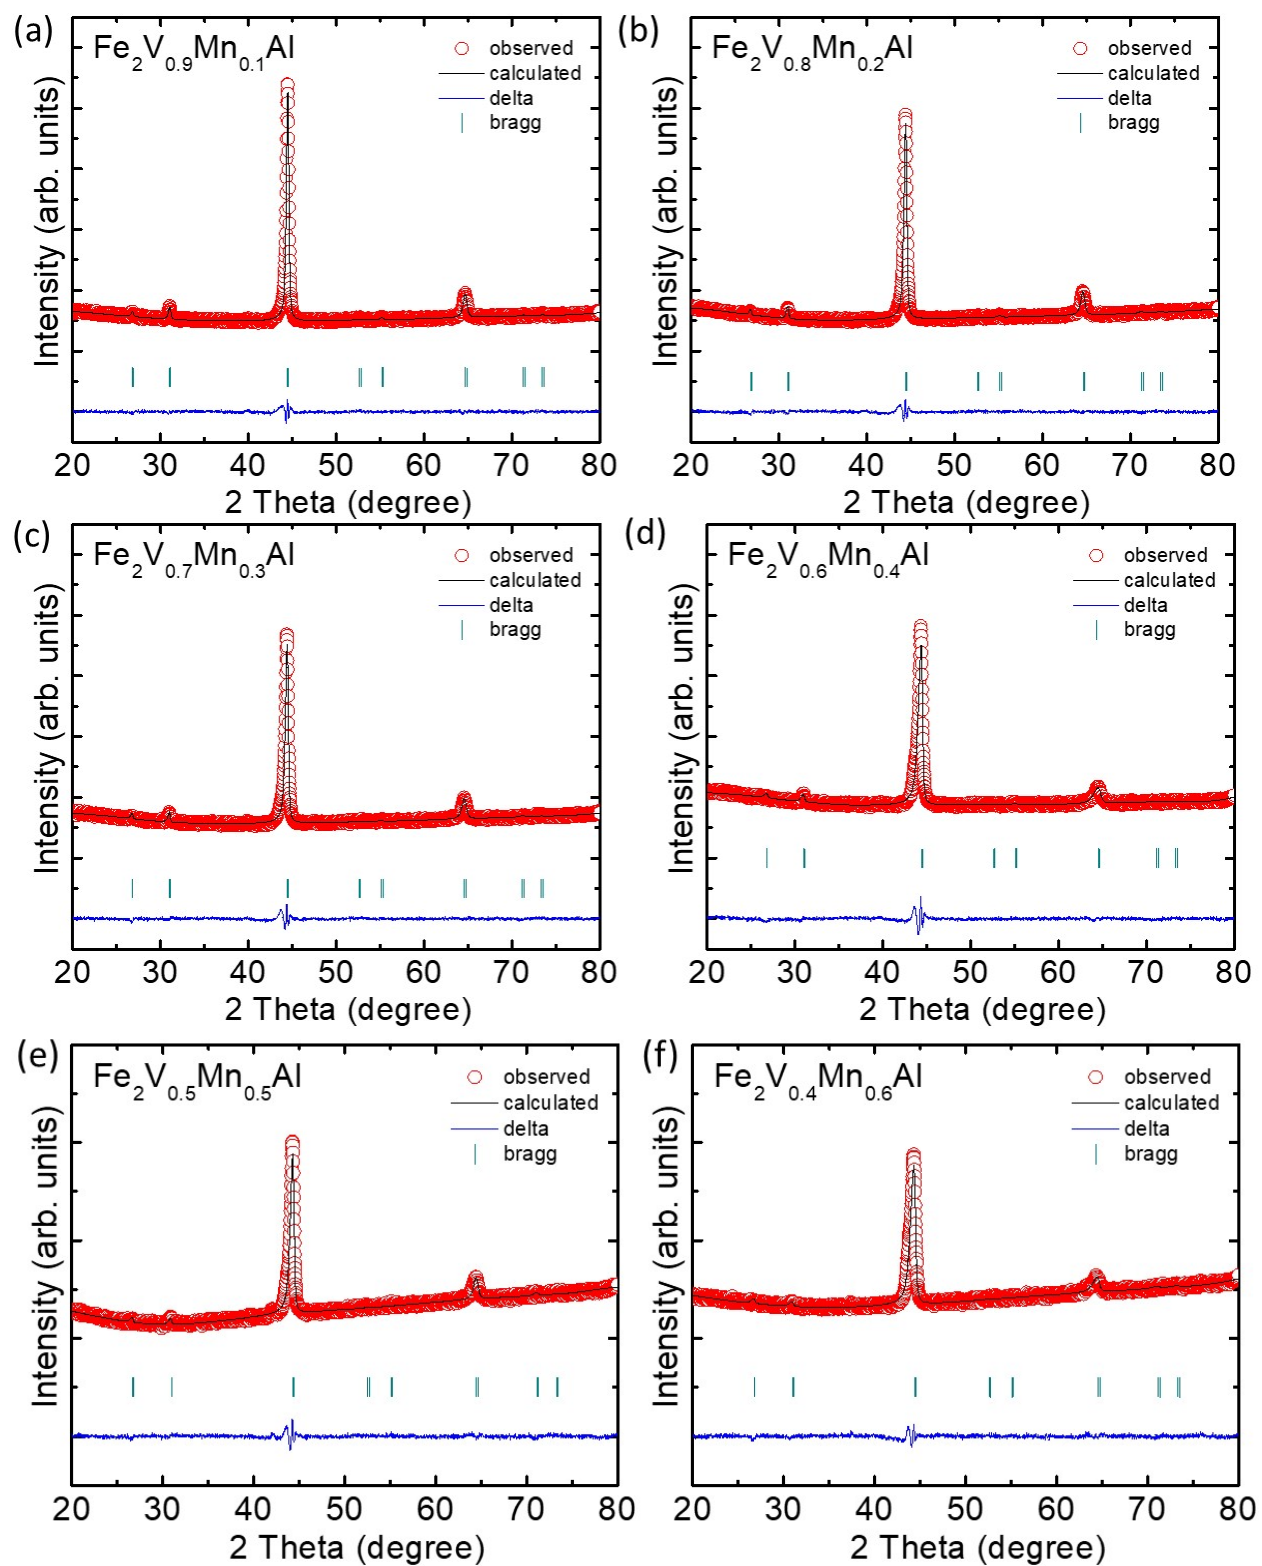 (a)
Fe2V0.9Mn0.1Al
observed
calculated
delta
bragg
Intensity (arb. units)
20 30 40 50 60 70 80
2 Theta (degree)
(b)
Fe2V0.8Mn0.2Al
observed
calculated
delta
bragg
Intensity (arb. units)
20 30 40 50 60 70 80
2 Theta (degree)
(c)
Fe2V0.7Mn0.3Al
observed
calculated
delta
bragg
Intensity (arb. units)
20 30 40 50 60 70 80
2 Theta (degree)
(d)
Fe2V0.6Mn0.4Al
observed
calculated
delta
bragg
Intensity (arb. units)
20 30 40 50 60 70 80
2 Theta (degree)
(e)
Fe2V0.5Mn0.5Al
observed
calculated
delta
bragg
Intensity (arb. units)
20 30 40 50 60 70 80
2 Theta (degree)
(f)
Fe2V0.4Mn0.6Al
observed
calculated
delta
bragg
Intensity (arb. units)
20 30 40 50 60 70 80
2 Theta (degree)